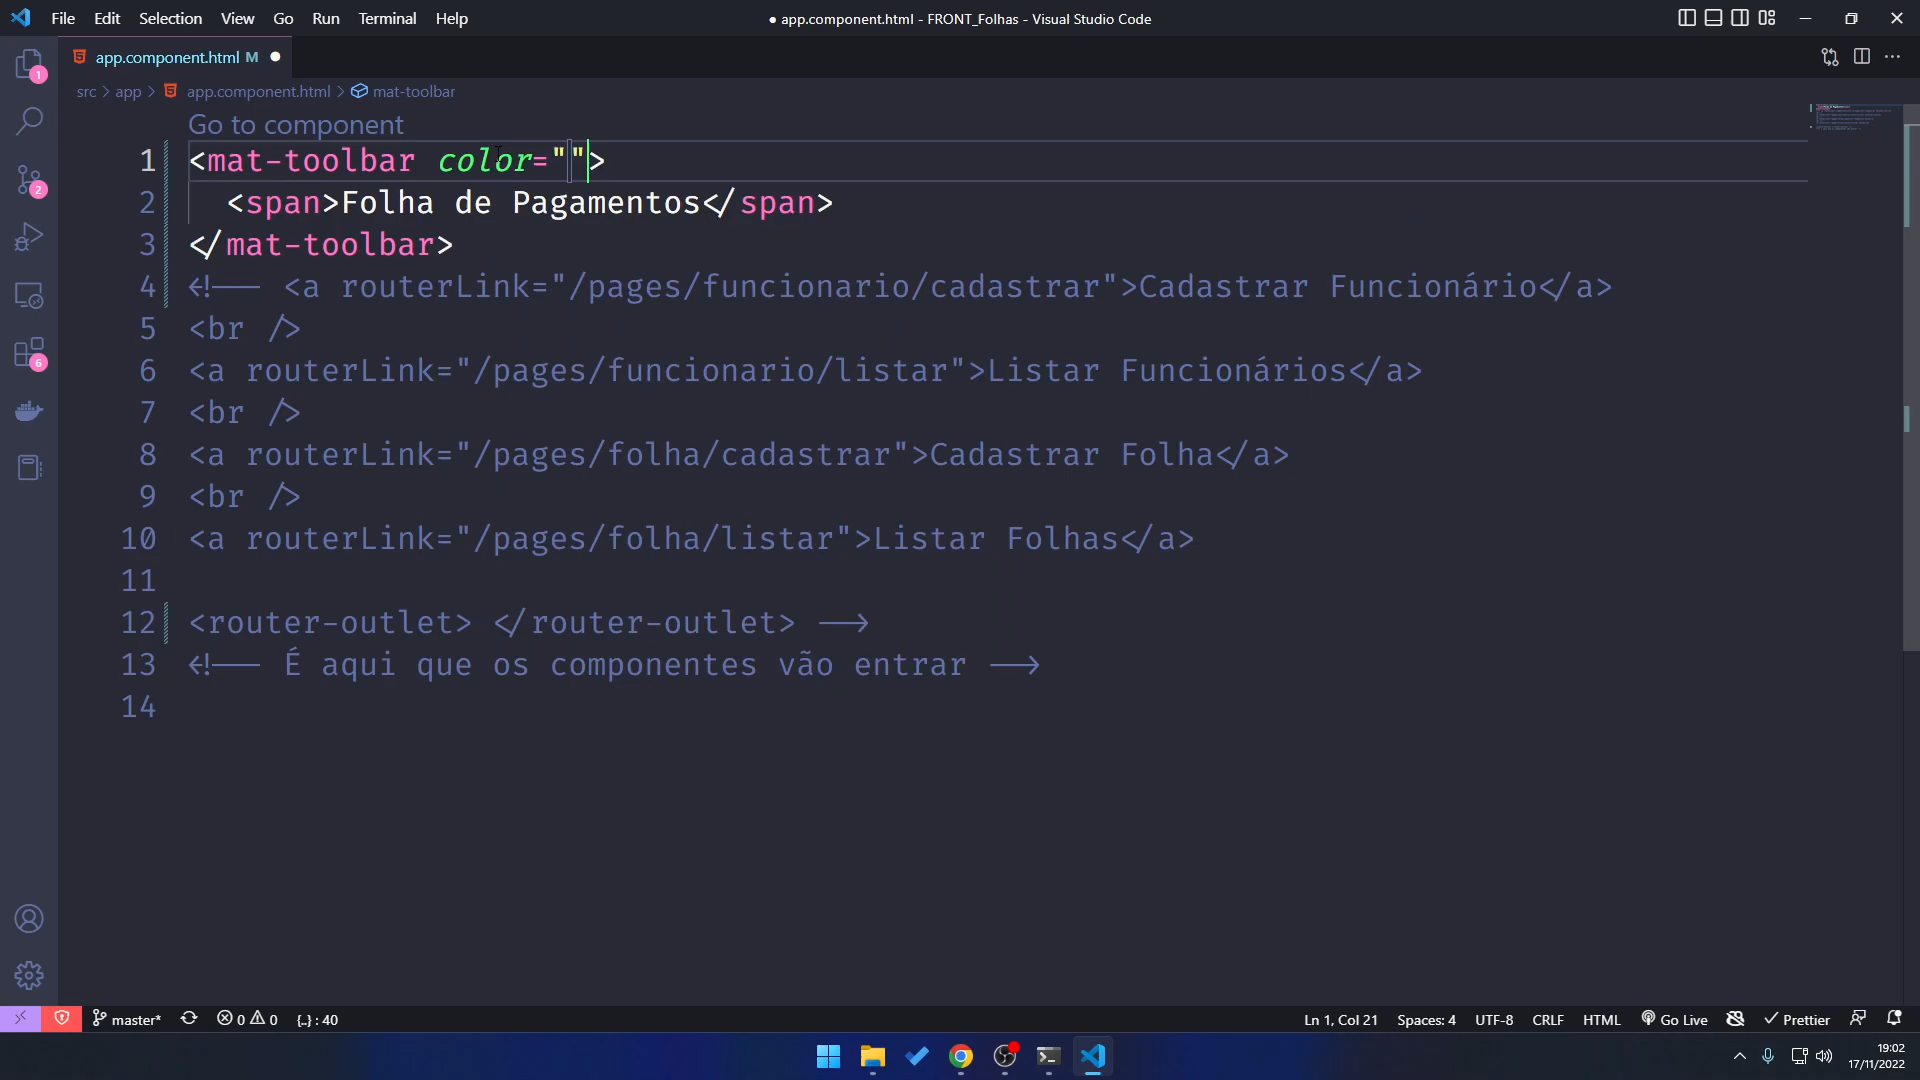 File Edit Selection View Go Run Terminal Help
● app.component.html - FRONT_Folhas - Visual Studio Code
app.component.html M ●
src > app > app.component.html > mat-toolbar
Go to component
1 <mat-toolbar color="">
2 <span>Folha de Pagamentos</span>
3 </mat-toolbar>
4 <!-- <a routerLink="/pages/funcionario/cadastrar">Cadastrar Funcionário</a>
5 <br />
6 <a routerLink="/pages/funcionario/listar">Listar Funcionários</a>
7 <br />
8 <a routerLink="/pages/folha/cadastrar">Cadastrar Folha</a>
9 <br />
10 <a routerLink="/pages/folha/listar">Listar Folhas</a>
11
12 <router-outlet> </router-outlet> -->
13 <!-- É aqui que os componentes vão entrar -->
14
1
2
6
master* 0 0 {..} : 40 Ln 1, Col 21 Spaces: 4 UTF-8 CRLF HTML Go Live Prettier
19:02
17/11/2022